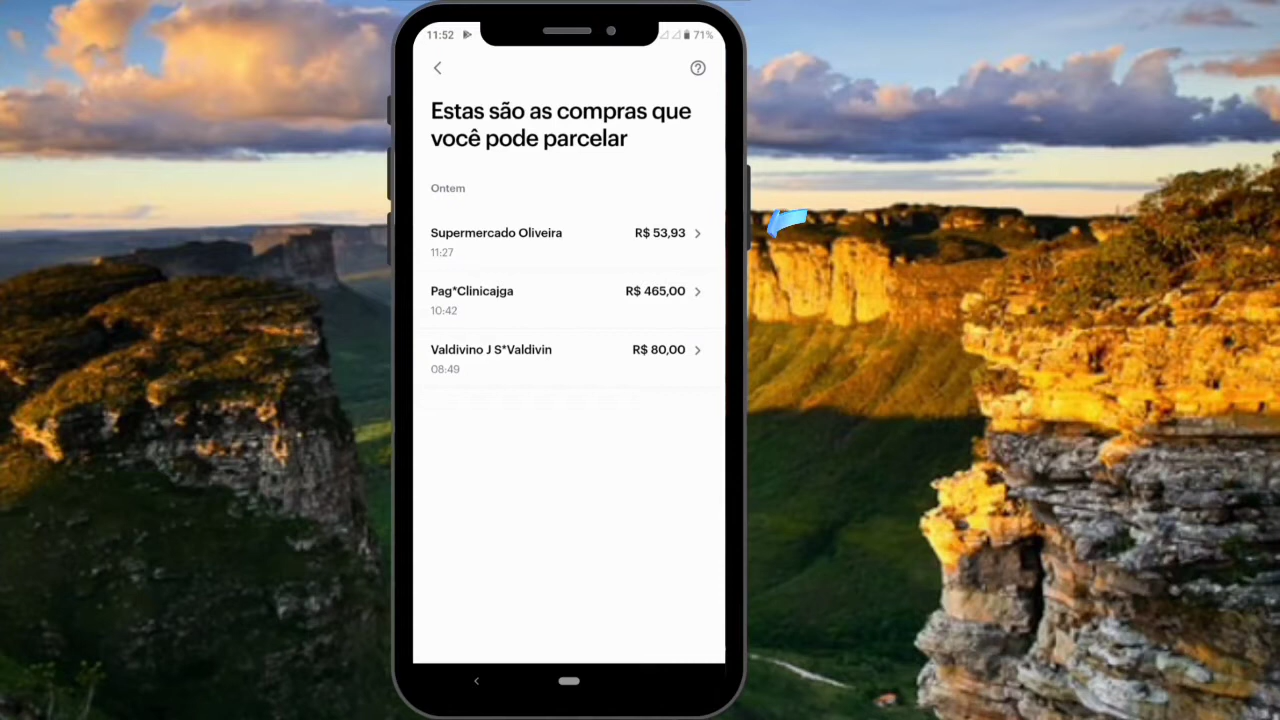 11:52
71%
Estas são as compras que
você pode parcelar
Ontem
Supermercado Oliveira R$ 53,93
11:27
Pag*Clinicajga R$ 465,00
10:42
Valdivino J S*Valdivin R$ 80,00
08:49